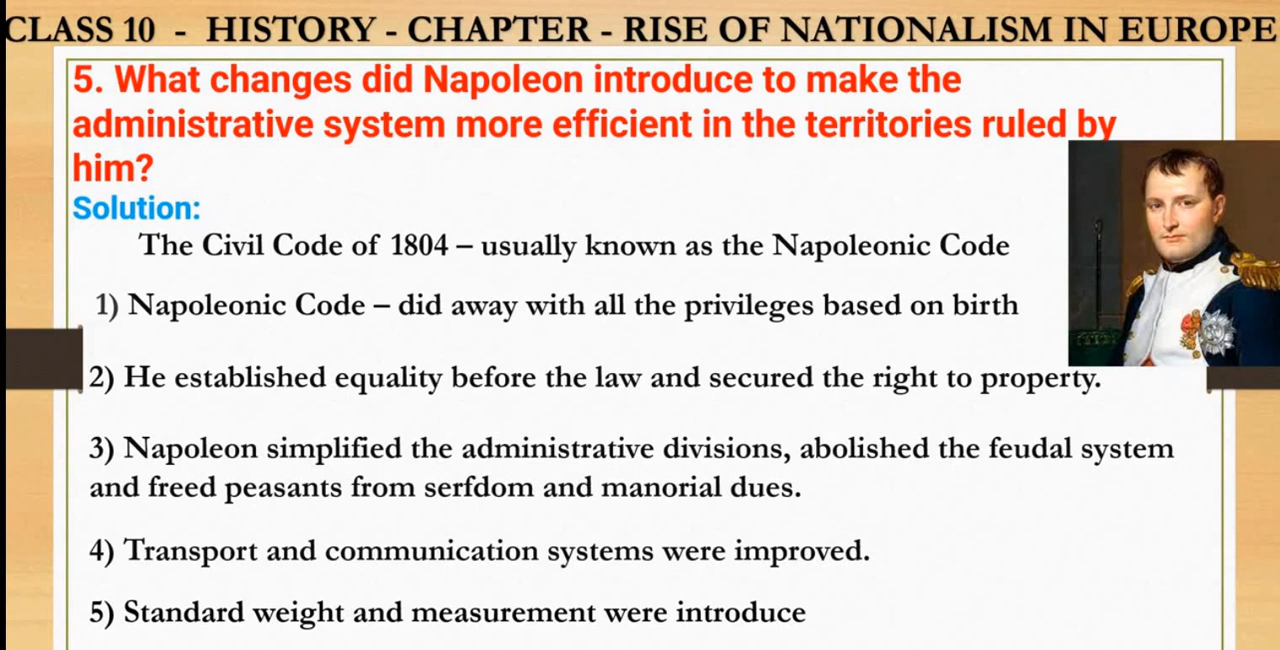 CLASS 10 - HISTORY - CHAPTER - RISE OF NATIONALISM IN EUROPE
5. What changes did Napoleon introduce to make the
administrative system more efficient in the territories ruled by
him?
Solution:
The Civil Code of 1804 – usually known as the Napoleonic Code
1) Napoleonic Code – did away with all the privileges based on birth
2) He established equality before the law and secured the right to property.
3) Napoleon simplified the administrative divisions, abolished the feudal system
and freed peasants from serfdom and manorial dues.
4) Transport and communication systems were improved.
5) Standard weight and measurement were introduce